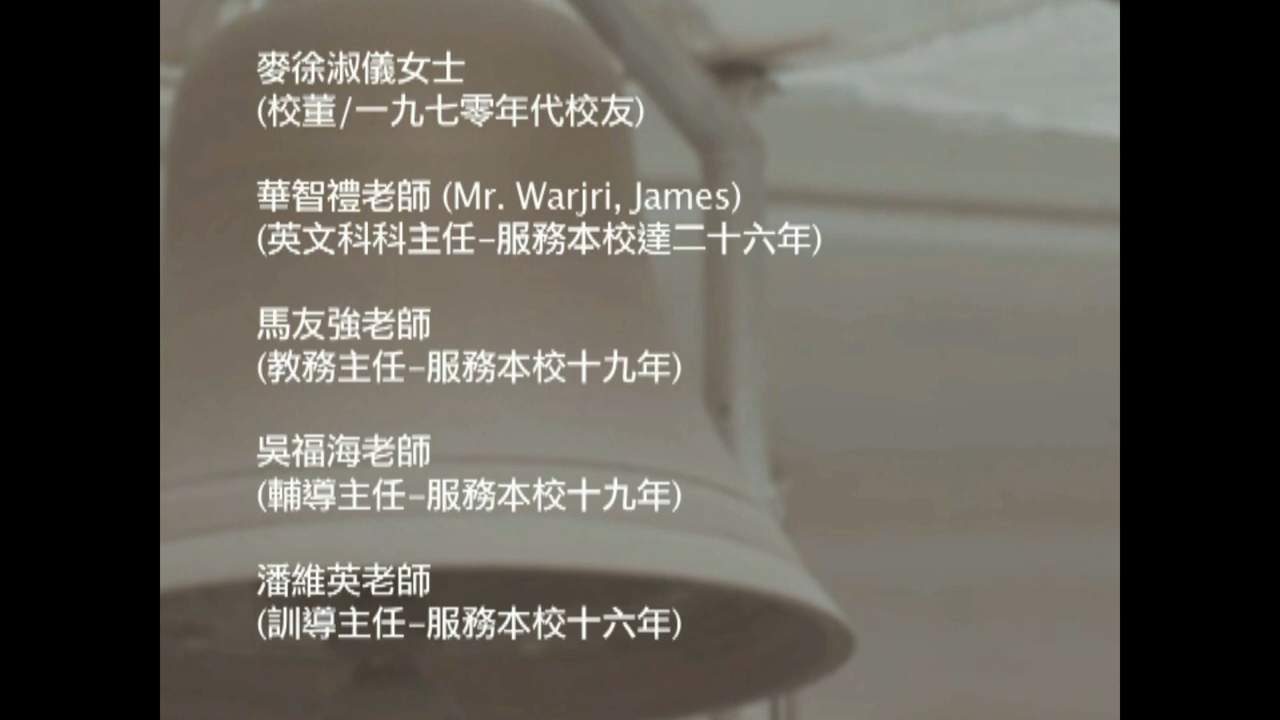 麥徐淑儀女士
(校董/一九七零年代校友)
華智禮老師 (Mr. Warjri, James)
(英文科科主任-服務本校達二十六年)
馬友強老師
(教務主任-服務本校十九年)
吳福海老師
(輔導主任-服務本校十九年)
潘維英老師
(訓導主任-服務本校十六年)